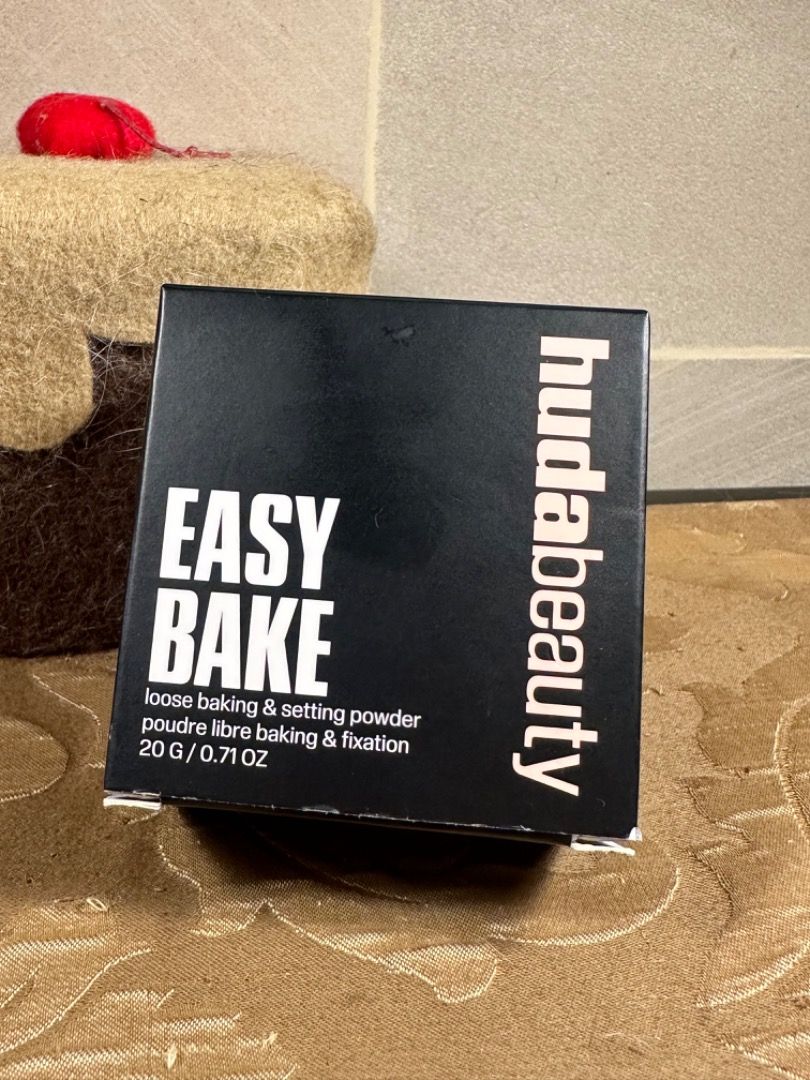 EASY
BAKE
loose baking & setting powder
poudre libre baking & fixation
20 G / 0.71 OZ
hudabeauty